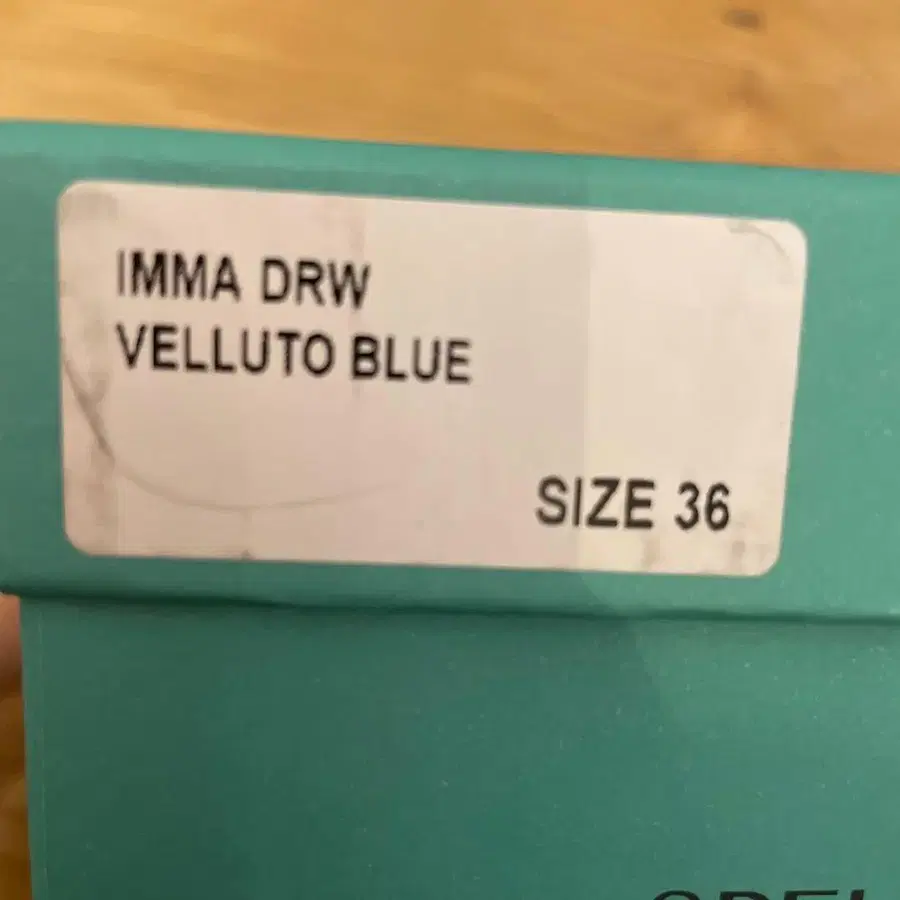 IMMA DRW
VELLUTO BLUE
SIZE 36